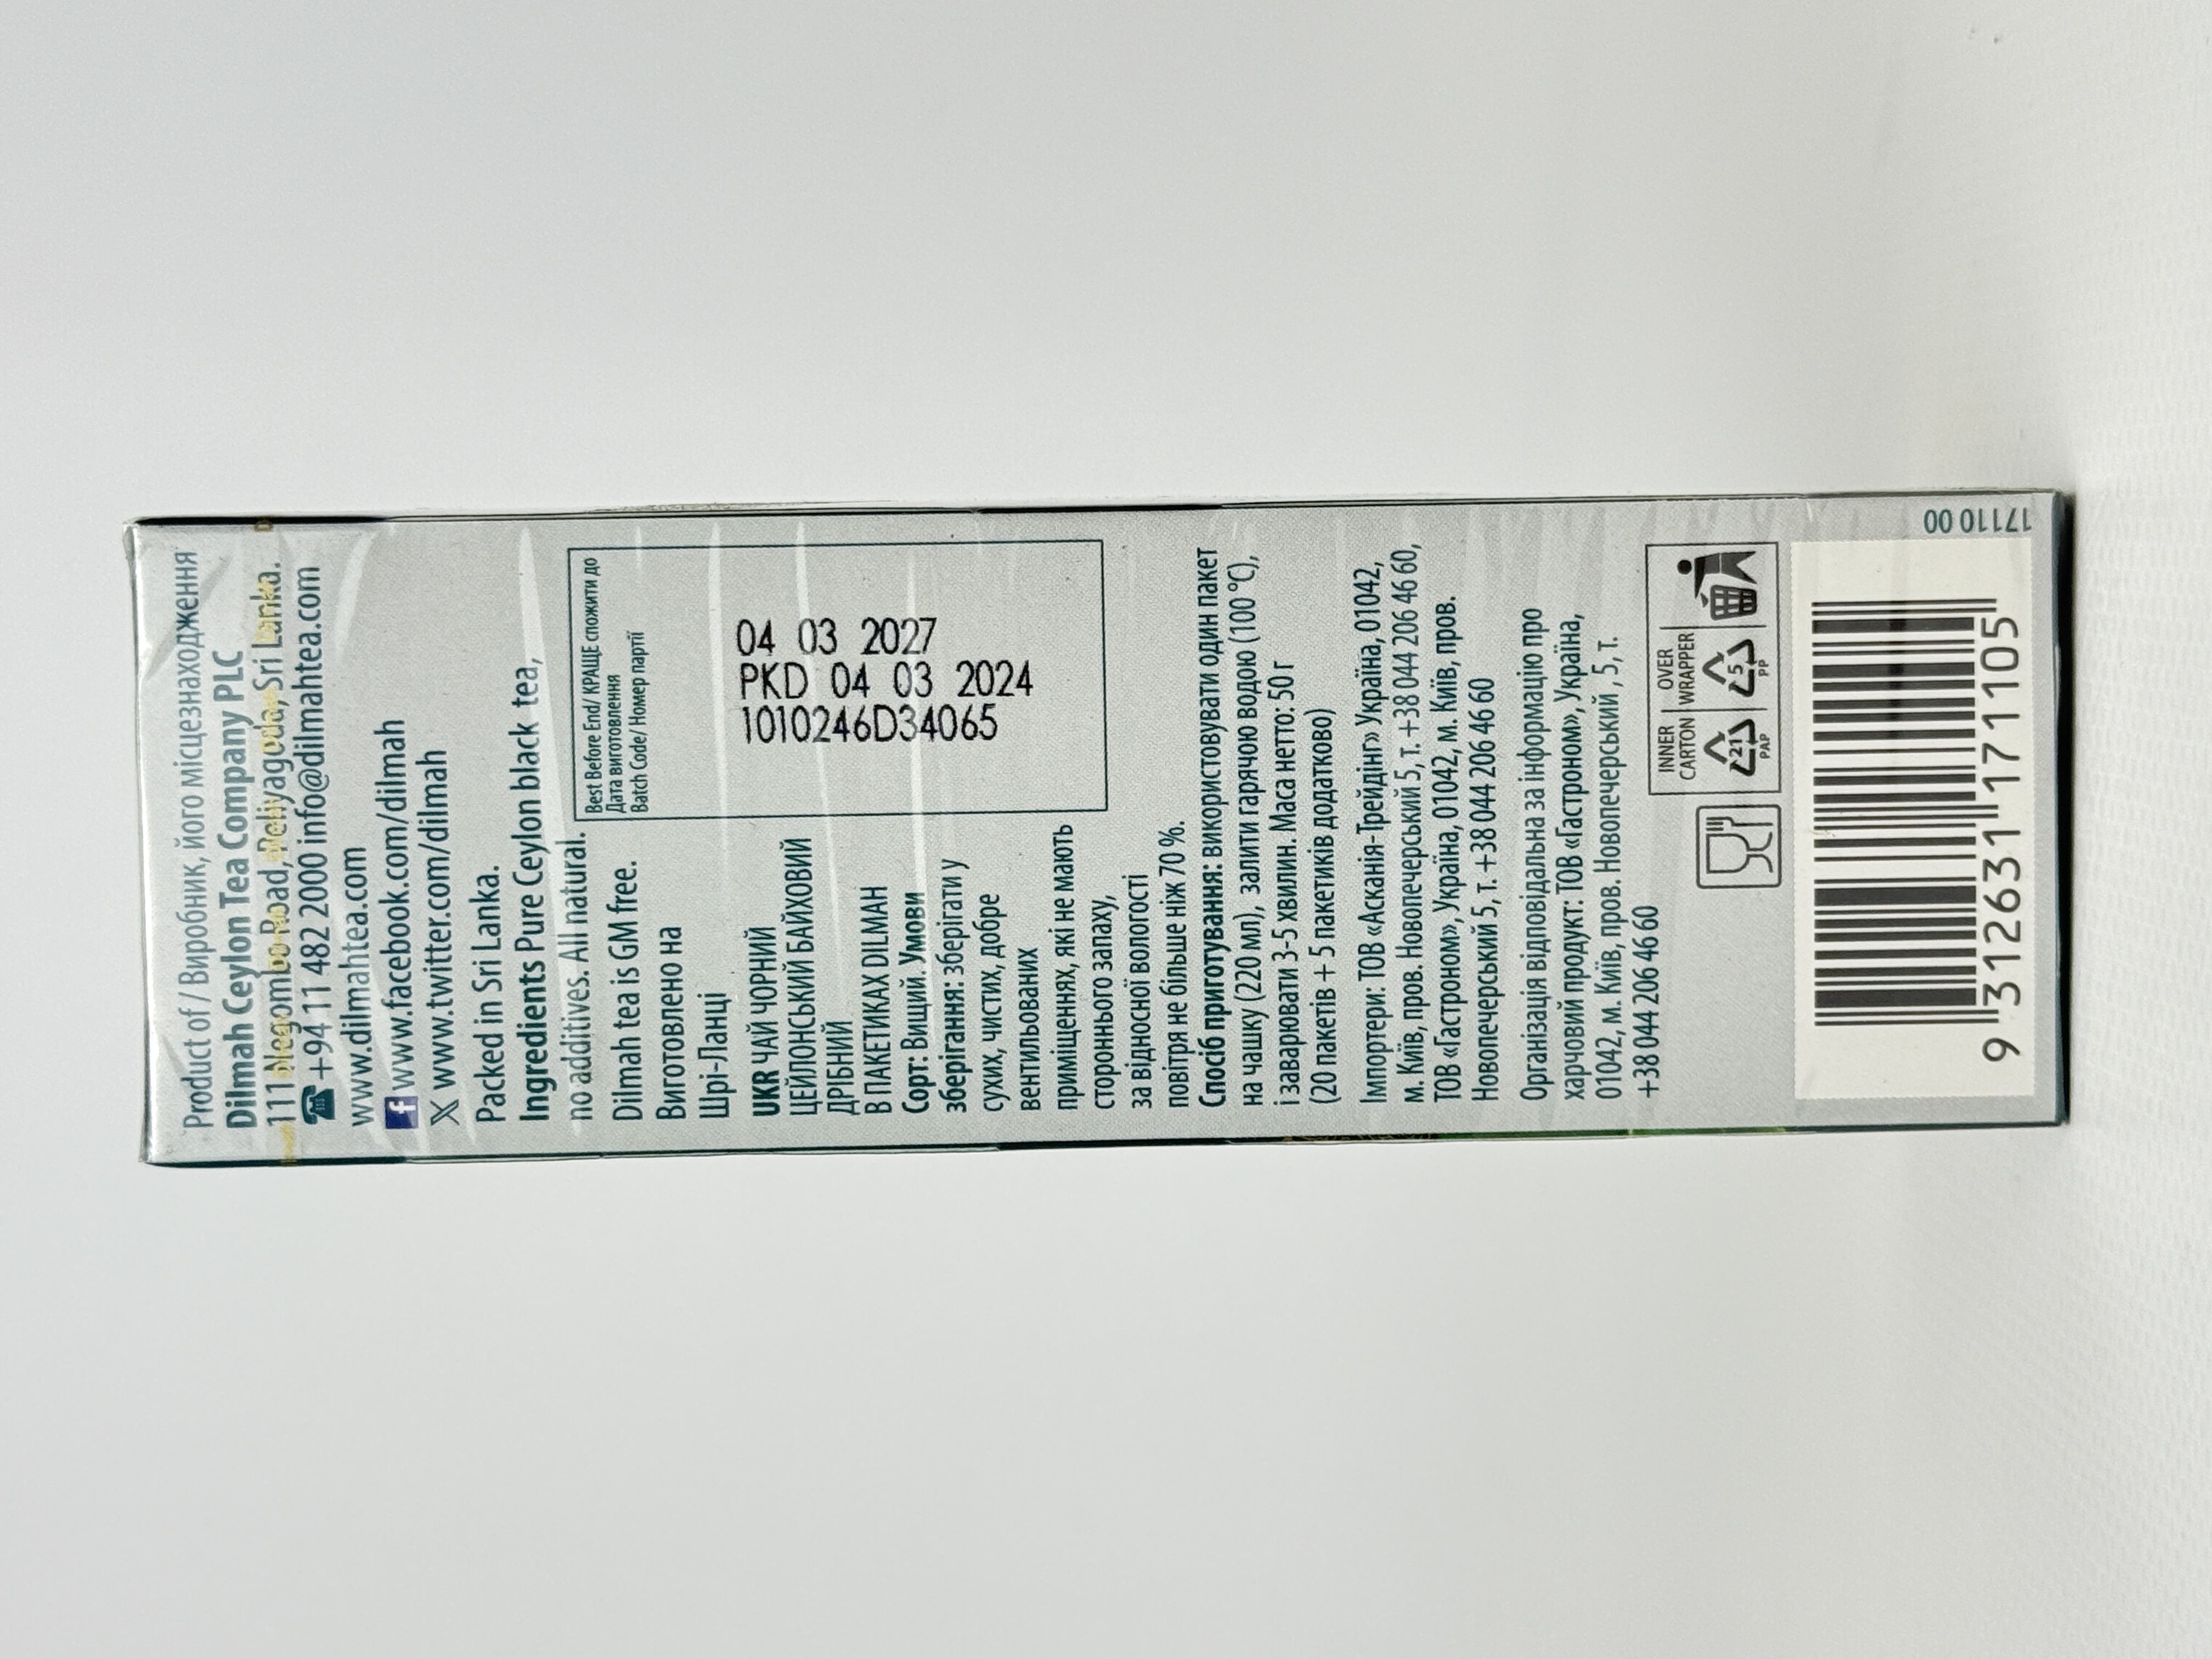 Product of / Виробник, його місцезнаходження
Dilmah Ceylon Tea Company PLC
111 Negombo Road, Peliyagoda, Sri Lanka.
+94 11 482 2000 info@dilmahtea.com
www.dilmahtea.com
www.facebook.com/dilmah
www.twitter.com/dilmah
Packed in Sri Lanka.
Ingredients Pure Ceylon black tea,
no additives. All natural.
Dilmah tea is GM free.
Виготовлено на
Шрі-Ланці
Best Before End/ КРАЩЕ спожити до
Дата виготовлення
Batch Code/ Номер партії
04 03 2027
PKD 04 03 2024
1010246D34065
UKR ЧАЙ ЧОРНИЙ
ЦЕЙЛОНСЬКИЙ БАЙХОВИЙ
ДРІБНИЙ
В ПАКЕТИКАХ DILMAH
Сорт: Вищий. Умови
зберігання: зберігати у
сухих, чистих, добре
вентильованих
приміщеннях, які не мають
стороннього запаху,
за відносної вологості
повітря не більше ніж 70 %.
Спосіб приготування: використовувати один пакет
на чашку (220 мл), залити гарячою водою (100 °C),
і заварювати 3-5 хвилин. Маса нетто: 50 г
(20 пакетів + 5 пакетиків додатково)
Імпортери: ТОВ «Асканія-Трейдінг» Україна, 01042,
м. Київ, пров. Новопечерський 5, т. +38 044 206 46 60,
ТОВ «Гастроном», Україна, 01042, м. Київ, пров.
Новопечерський 5, т. +38 044 206 46 60
Організація відповідальна за інформацію про
харчовий продукт: ТОВ «Гастроном», Україна,
01042, м. Київ, пров. Новопечерський , 5, т.
+38 044 206 46 60
INNER CARTON
OVER WRAPPER
21
PAP
5
PP
9 312631 171105
17110 00